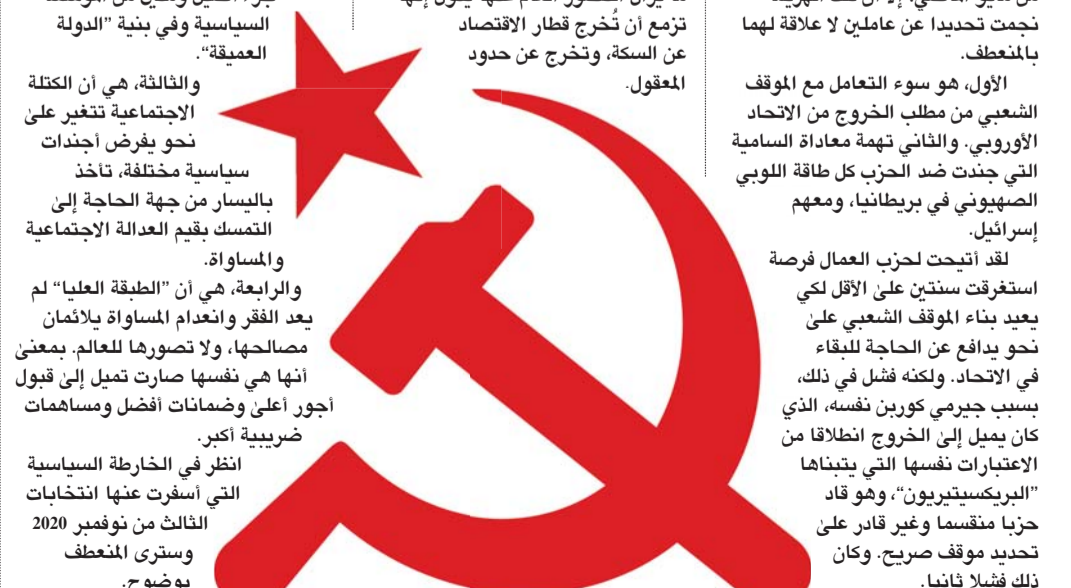 نجمت تحديدا عن عاملين لا علاقة لهما
بالمنعطف.
الأول، هو سوء التعامل مع الموقف
الشعبي من مطلب الخروج من الاتحاد
الأوروبي. والثاني تهمة معاداة السامية
التي جندت ضد الحزب كل طاقة اللوبي
الصهيوني في بريطانيا، ومعهم
إسرائيل.
لقد أتيحت لحزب العمال فرصة
استغرقت سنتين علىٰ الأقل لكي
يعيد بناء الموقف الشعبي علىٰ
نحو يدافع عن الحاجة للبقاء
في الاتحاد. ولكنه فشل في ذلك،
بسبب جيرمي كوربن نفسه، الذي
كان يميل إلىٰ الخروج انطلاقا من
الاعتبارات نفسها التي يتبناها
”البريكسيتيريون“، وهو قاد
حزبا منقسما وغير قادر علىٰ
تحديد موقف صريح. وكان
ذلك فشلا ثانيا.
تزمع أن تُخرج قطار الاقتصاد
عن السكة، وتخرج عن حدود
المعقول.
السياسية وفي بنية ”الدولة
العميقة“.
والثالثة، هي أن الكتلة
الاجتماعية تتغير علىٰ
نحو يفرض أجندات
سياسية مختلفة، تأخذ
باليسار من جهة الحاجة إلىٰ
التمسك بقيم العدالة الاجتماعية
والمساواة.
والرابعة، هي أن ”الطبقة العليا“ لم
يعد الفقر وانعدام المساواة يلائمان
مصالحها، ولا تصورها للعالم. بمعنىٰ
أنها هي نفسها صارت تميل إلىٰ قبول
أجور أعلىٰ وضمانات أفضل ومساهمات
ضريبية أكبر.
انظر في الخارطة السياسية
التي أسفرت عنها انتخابات
الثالث من نوفمبر 2020
وسترى المنعطف
بوضوح.